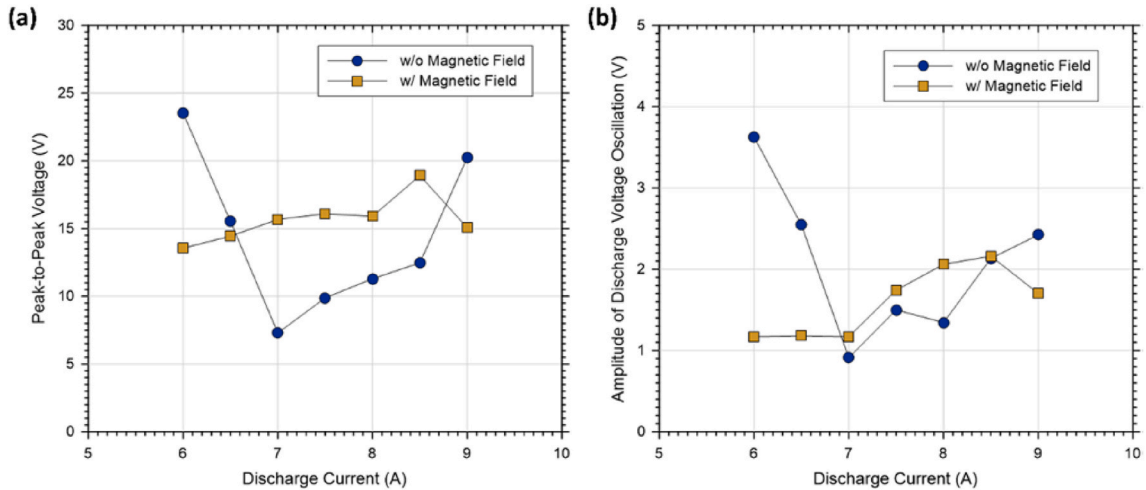 (a)
30
25
20
15
10
5
0
Peak-to-Peak Voltage (V)
w/o Magnetic Field
w/ Magnetic Field
5 6 7 8 9 10
Discharge Current (A)
(b)
5
4
3
2
1
0
Amplitude of Discharge Voltage Oscillation (V)
w/o Magnetic Field
w/ Magnetic Field
5 6 7 8 9 10
Discharge Current (A)